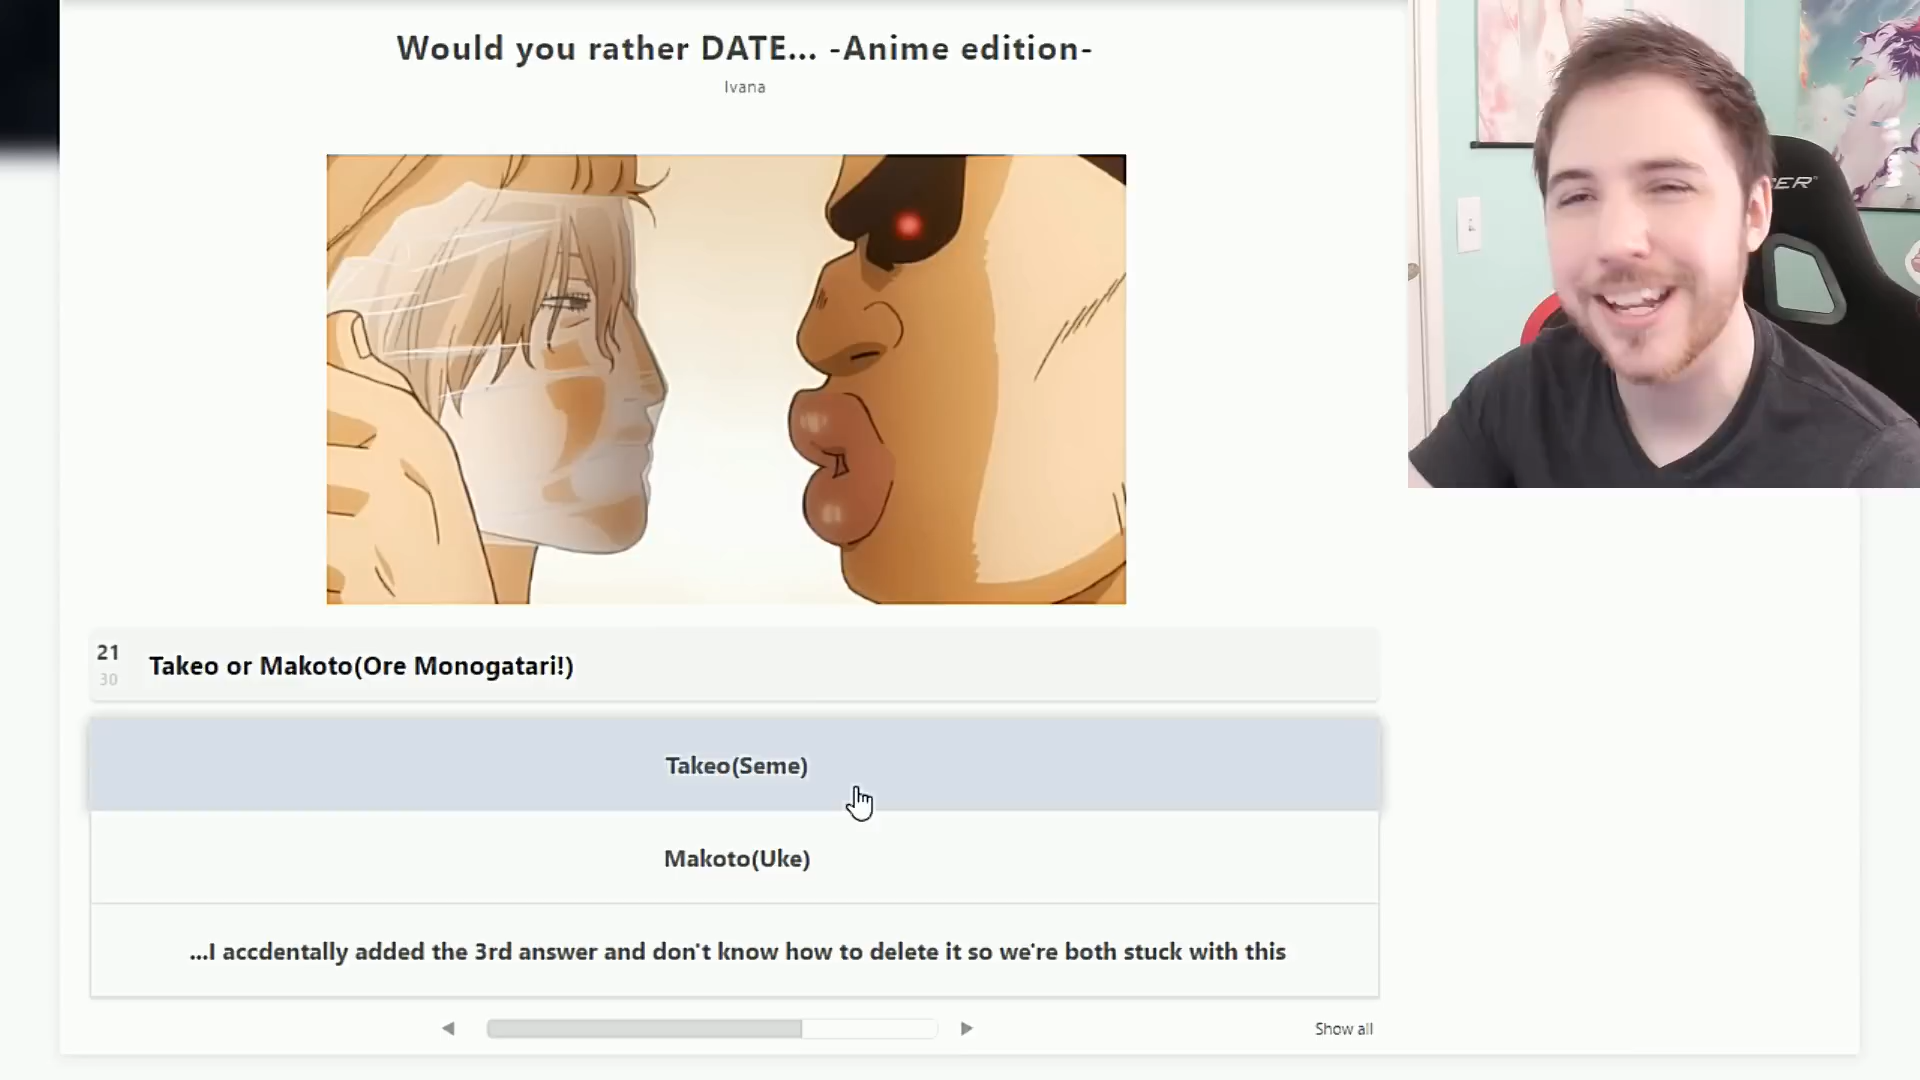 Would you rather DATE... -Anime edition-
Ivana
ER
21
30
Takeo or Makoto(Ore Monogatari!)
Takeo(Seme)
Makoto(Uke)
...I accdentally added the 3rd answer and don't know how to delete it so we're both stuck with this
Show all